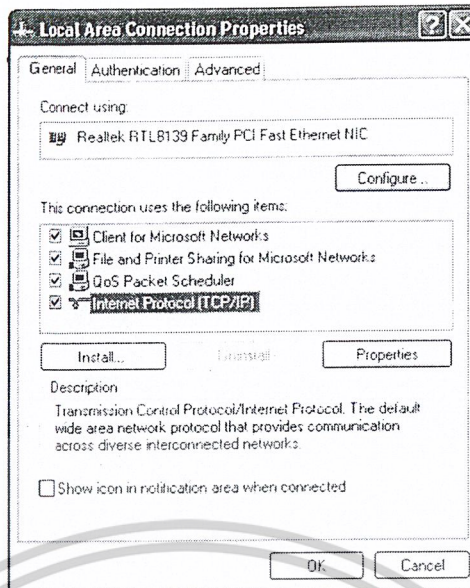 Local Area Connection Properties
General Authentication Advanced
Connect using:
Realtek RTL8139 Family PCI Fast Ethernet NIC
Configure...
This connection uses the following items:
Client for Microsoft Networks
File and Printer Sharing for Microsoft Networks
QoS Packet Scheduler
Internet Protocol (TCP/IP)
Install... Uninstall Properties
Description
Transmission Control Protocol/Internet Protocol. The default
wide area network protocol that provides communication
across diverse interconnected networks.
Show icon in notification area when connected
OK Cancel